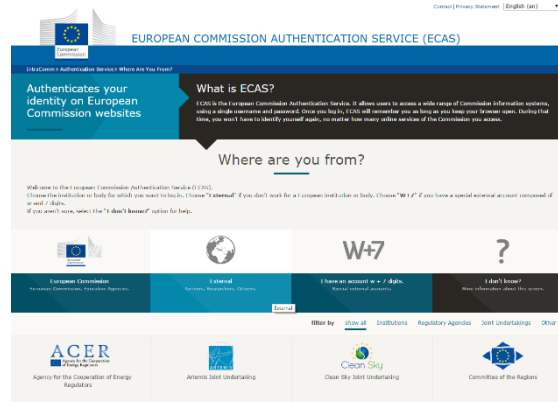 Contact | Privacy Statement | English (en)
European
Commission
EUROPEAN COMMISSION AUTHENTICATION SERVICE (ECAS)
IntraComm > Authentication Service > Where Are You From?
Authenticates your
identity on European
Commission websites
What is ECAS?
ECAS is the European Commission Authentication Service. It allows users to access a wide range of Commission information systems,
using a single username and password. Once you log in, ECAS will remember you as long as you keep your browser open. During that
time, you won't have to identify yourself again, no matter how many online services of the Commission you access.
Where are you from?
Welcome to the European Commission Authentication Service (ECAS).
Choose the institution or body for which you want to log in. Choose "External" if you don't work for a European institution or body. Choose "W+7" if you have a special external account composed of
w and 7 digits.
If you aren't sure, select the "I don't know?" option for help.
W+7
?
European Commission
European Commission, Executive Agencies.
External
Partners, Researchers, Citizens.
I have an account w + 7 digits.
Special external accounts.
I don't know?
More information about this screen.
External
filter by show all Institutions Regulatory Agencies Joint Undertakings Other
ACER
Agency for the Cooperation
of Energy Regulators
ARTEMIS
Clean Sky
Agency for the Cooperation of Energy
Regulators
Artemis Joint Undertaking
Clean Sky Joint Undertaking
Committee of the Regions